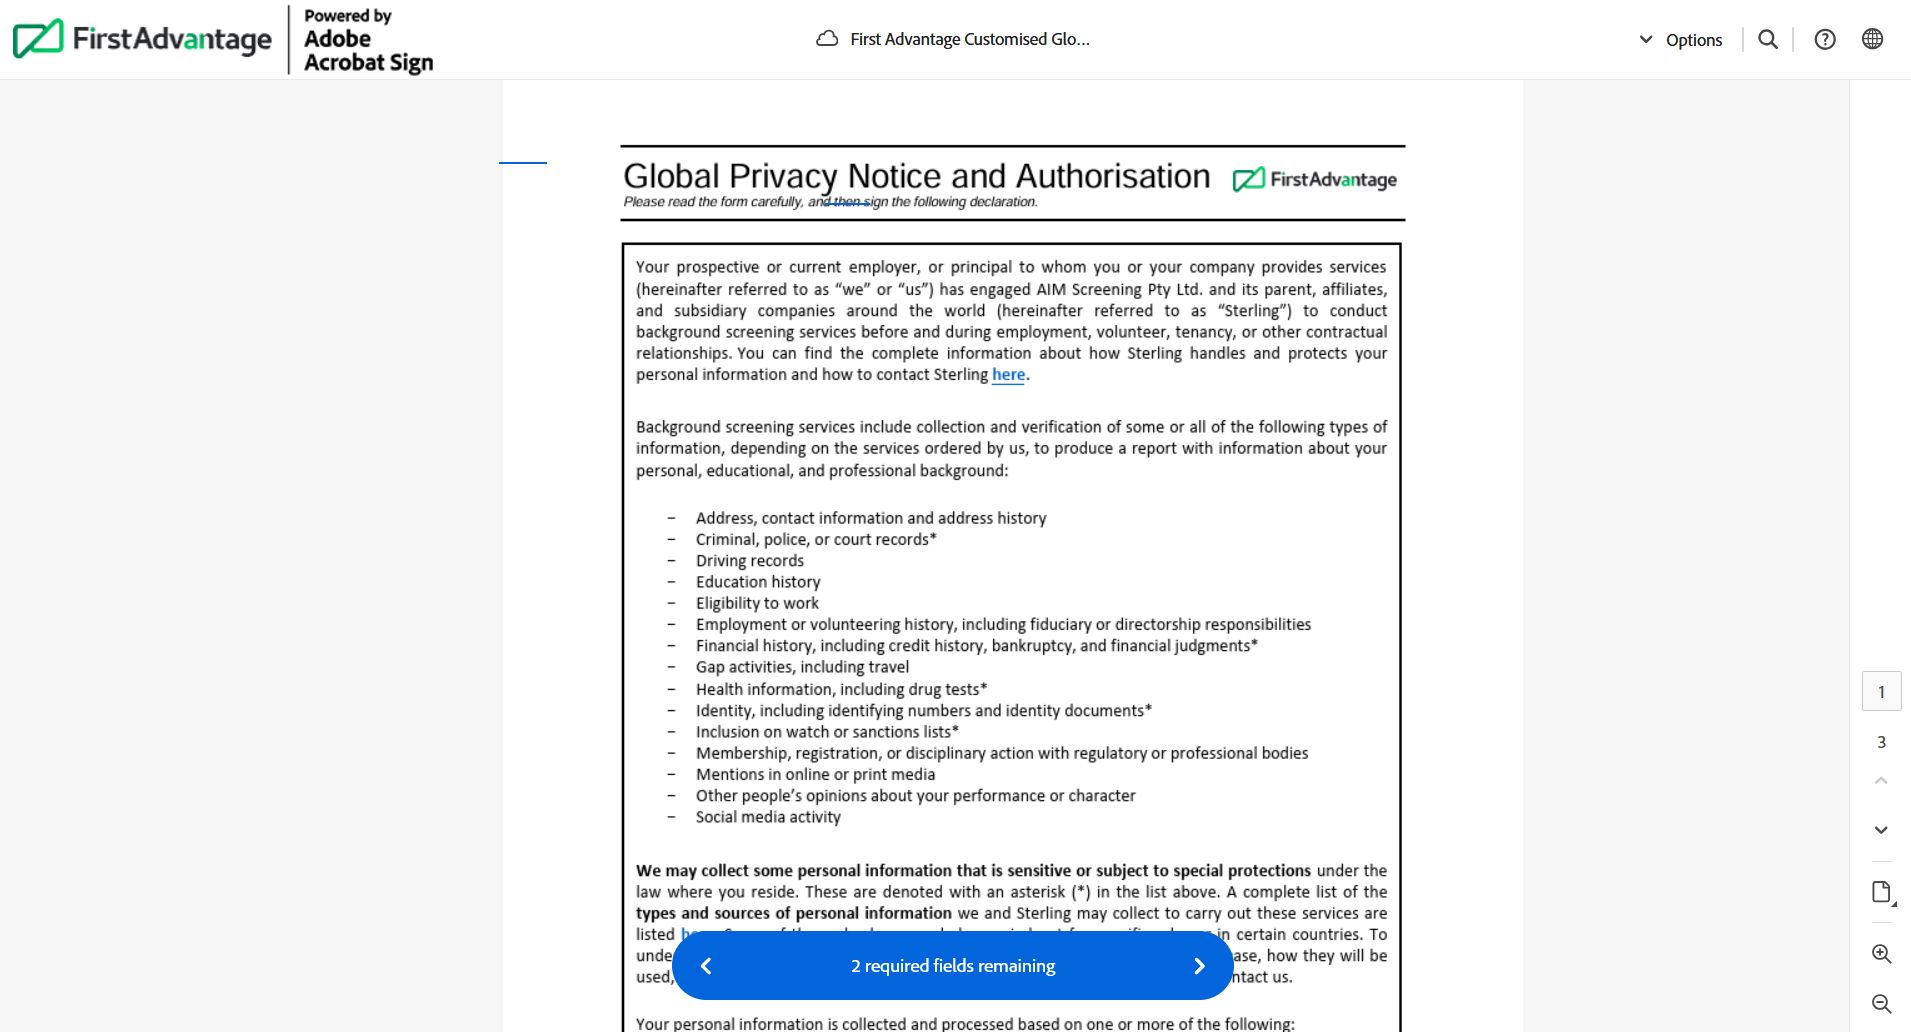 FirstAdvantage
Powered by
Adobe
Acrobat Sign
First Advantage Customised Glo...
Options
Global Privacy Notice and Authorisation
FirstAdvantage
Please read the form carefully, and then sign the following declaration.
Your prospective or current employer, or principal to whom you or your company provides services
(hereinafter referred to as “we” or “us”) has engaged AIM Screening Pty Ltd. and its parent, affiliates,
and subsidiary companies around the world (hereinafter referred to as “Sterling”) to conduct
background screening services before and during employment, volunteer, tenancy, or other contractual
relationships. You can find the complete information about how Sterling handles and protects your
personal information and how to contact Sterling here.
Background screening services include collection and verification of some or all of the following types of
information, depending on the services ordered by us, to produce a report with information about your
personal, educational, and professional background:
– Address, contact information and address history
– Criminal, police, or court records*
– Driving records
– Education history
– Eligibility to work
– Employment or volunteering history, including fiduciary or directorship responsibilities
– Financial history, including credit history, bankruptcy, and financial judgments*
– Gap activities, including travel
– Health information, including drug tests*
– Identity, including identifying numbers and identity documents*
– Inclusion on watch or sanctions lists*
– Membership, registration, or disciplinary action with regulatory or professional bodies
– Mentions in online or print media
– Other people’s opinions about your performance or character
– Social media activity
We may collect some personal information that is sensitive or subject to special protections under the
law where you reside. These are denoted with an asterisk (*) in the list above. A complete list of the
types and sources of personal information we and Sterling may collect to carry out these services are
listed in certain countries. To
how they will be
used, us.
2 required fields remaining
Your personal information is collected and processed based on one or more of the following:
1
3